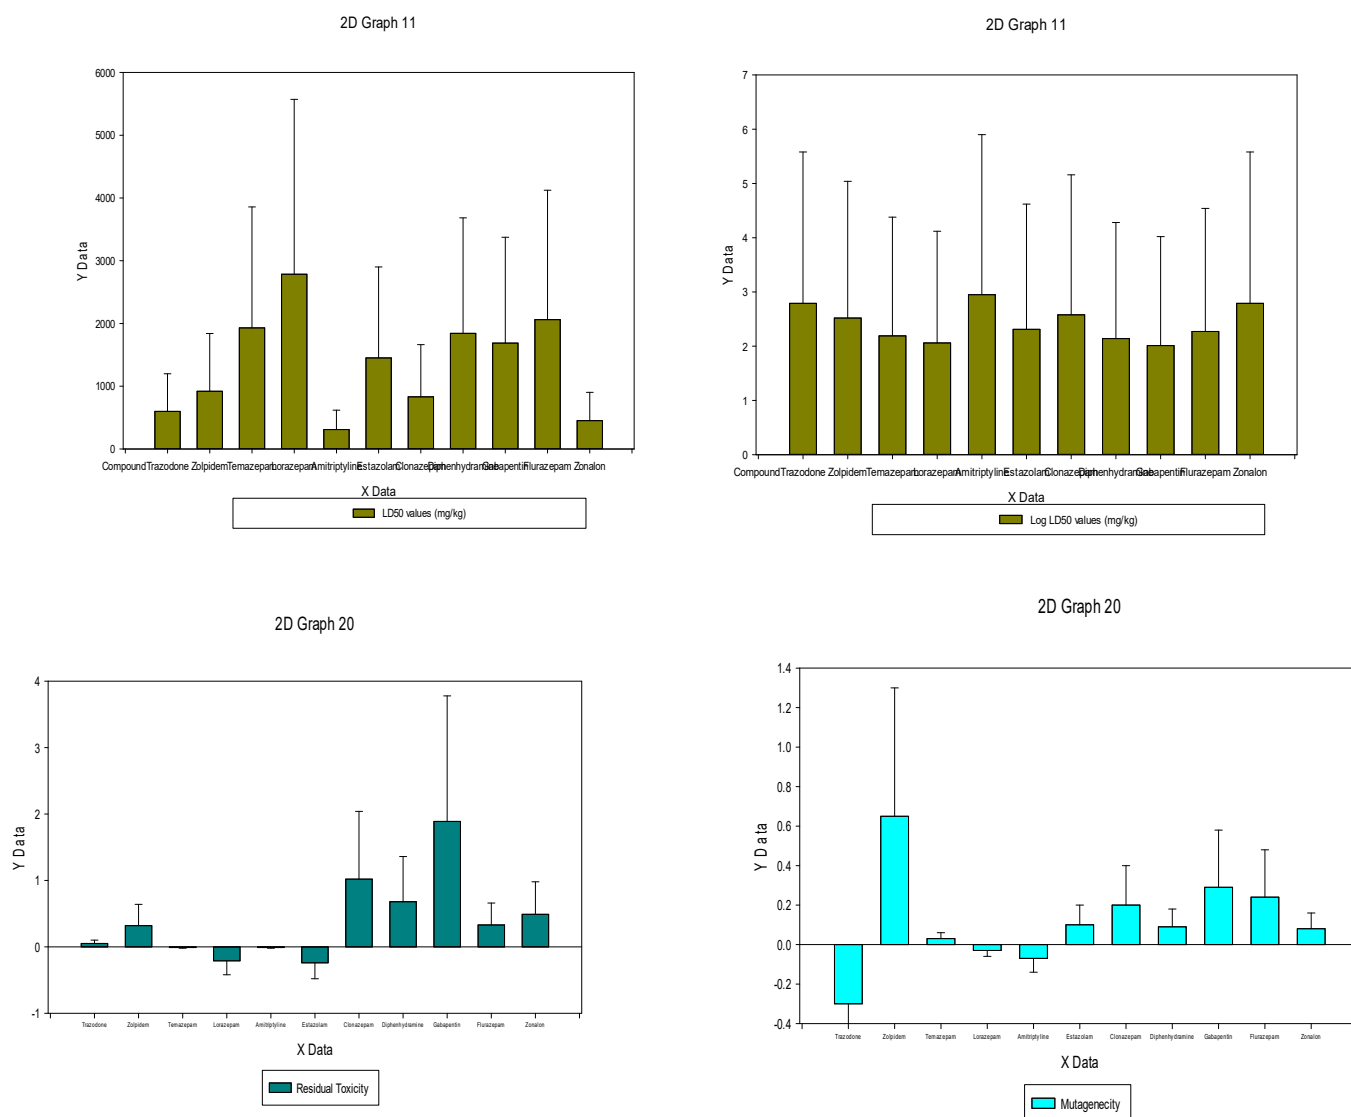 2D Graph 11
6000
5000
4000
3000
2000
1000
0
Y Data
Compound Trazodone Zolpidem Temazepam Lorazepam Amitriptyline Estazolam Clonazepam Diphenhydramine Gabapentin Flurazepam Zonalon
X Data
LD50 values (mg/kg)
2D Graph 11
7
6
5
4
3
2
1
0
Y Data
Compound Trazodone Zolpidem Temazepam Lorazepam Amitriptyline Estazolam Clonazepam Diphenhydramine Gabapentin Flurazepam Zonalon
X Data
Log LD50 values (mg/kg)
2D Graph 20
4
3
2
1
0
-1
Y Data
Trazodone Zolpidem Temazepam Lorazepam Amitriptyline Estazolam Clonazepam Diphenhydramine Gabapentin Flurazepam Zonalon
X Data
Residual Toxicity
2D Graph 20
1.4
1.2
1.0
0.8
0.6
0.4
0.2
0.0
-0.2
-0.4
Y Data
Trazodone Zolpidem Temazepam Lorazepam Amitriptyline Estazolam Clonazepam Diphenhydramine Gabapentin Flurazepam Zonalon
X Data
Mutagenecity